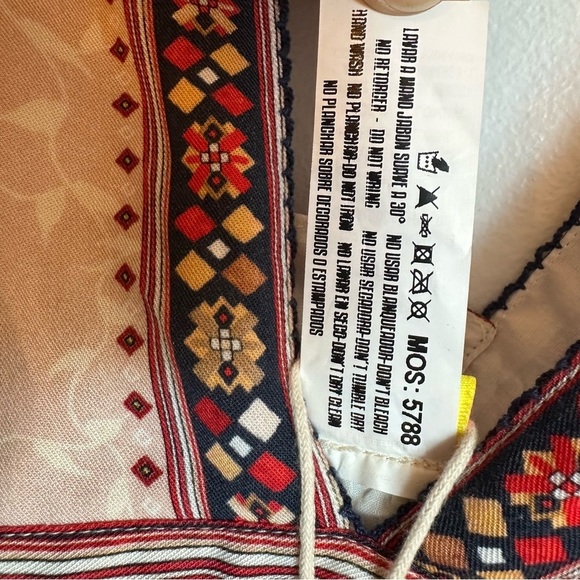 LAVAR A MANO JABON SUAVE A 30°
HAND WASH
NO RETORCER - DO NOT WRING
NO PLANCHAR-DO NOT IRON
NO PLANCHAR SOBRE DECORADOS O ESTAMPADOS
NO USAR BLANQUEADOR-DON'T BLEACH
NO USAR SECADORA-DON'T TUMBLE DRY
NO LAVAR EN SECO-DON'T DRY CLEAN
MOS: 5788